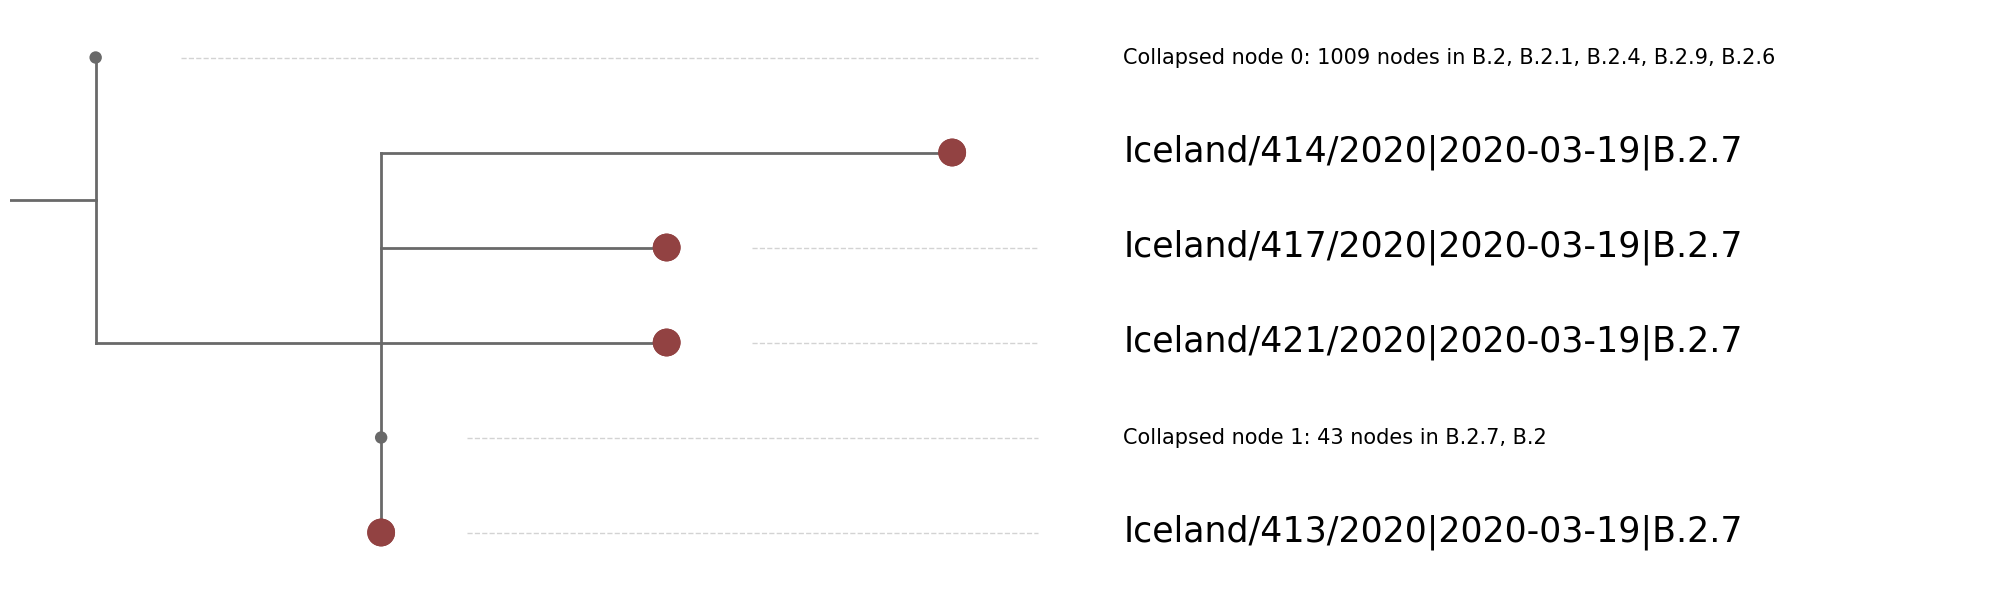 Collapsed node 0: 1009 nodes in B.2, B.2.1, B.2.4, B.2.9, B.2.6
Iceland/414/2020|2020-03-19|B.2.7
Iceland/417/2020|2020-03-19|B.2.7
Iceland/421/2020|2020-03-19|B.2.7
Collapsed node 1: 43 nodes in B.2.7, B.2
Iceland/413/2020|2020-03-19|B.2.7